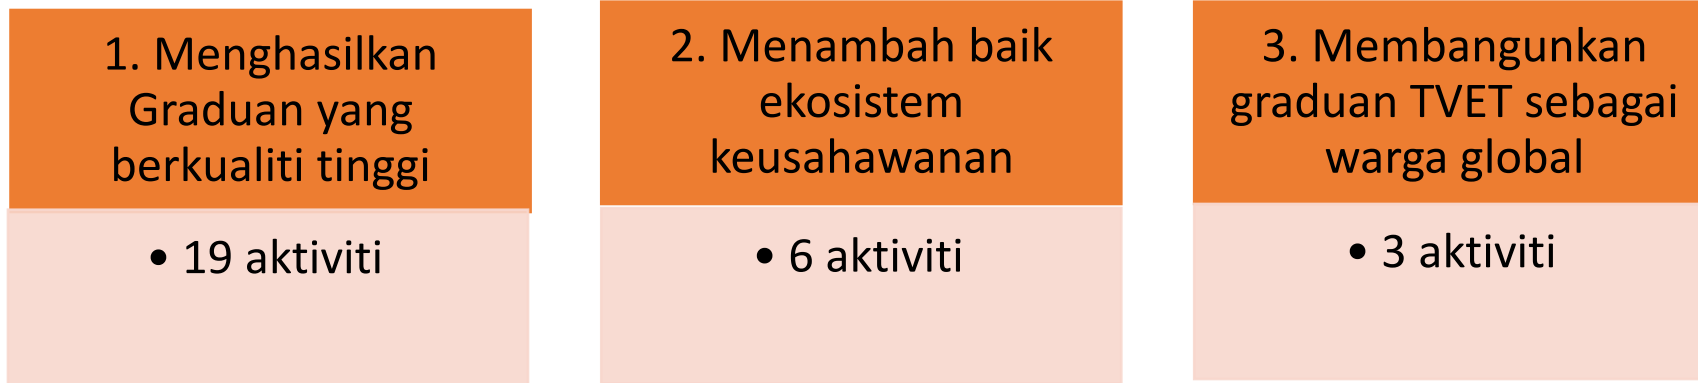 1. Menghasilkan
Graduan yang
berkualiti tinggi
• 19 aktiviti
2. Menambah baik
ekosistem
keusahawanan
• 6 aktiviti
3. Membangunkan
graduan TVET sebagai
warga global
• 3 aktiviti